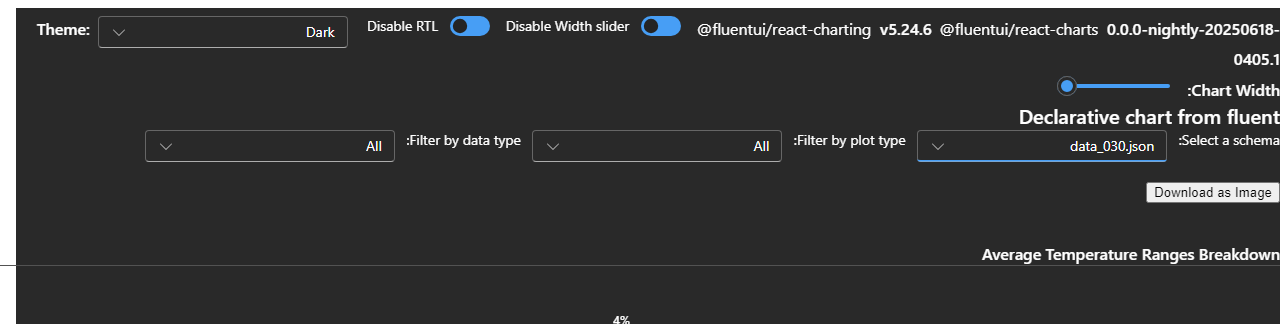 Theme: Dark Disable RTL Disable Width slider @fluentui/react-charting v5.24.6 @fluentui/react-charts 0.0.0-nightly-20250618-
0405.1
:Chart Width
Declarative chart from fluent
:Select a schema data_030.json :Filter by plot type All :Filter by data type All
Download as Image
Average Temperature Ranges Breakdown
4%